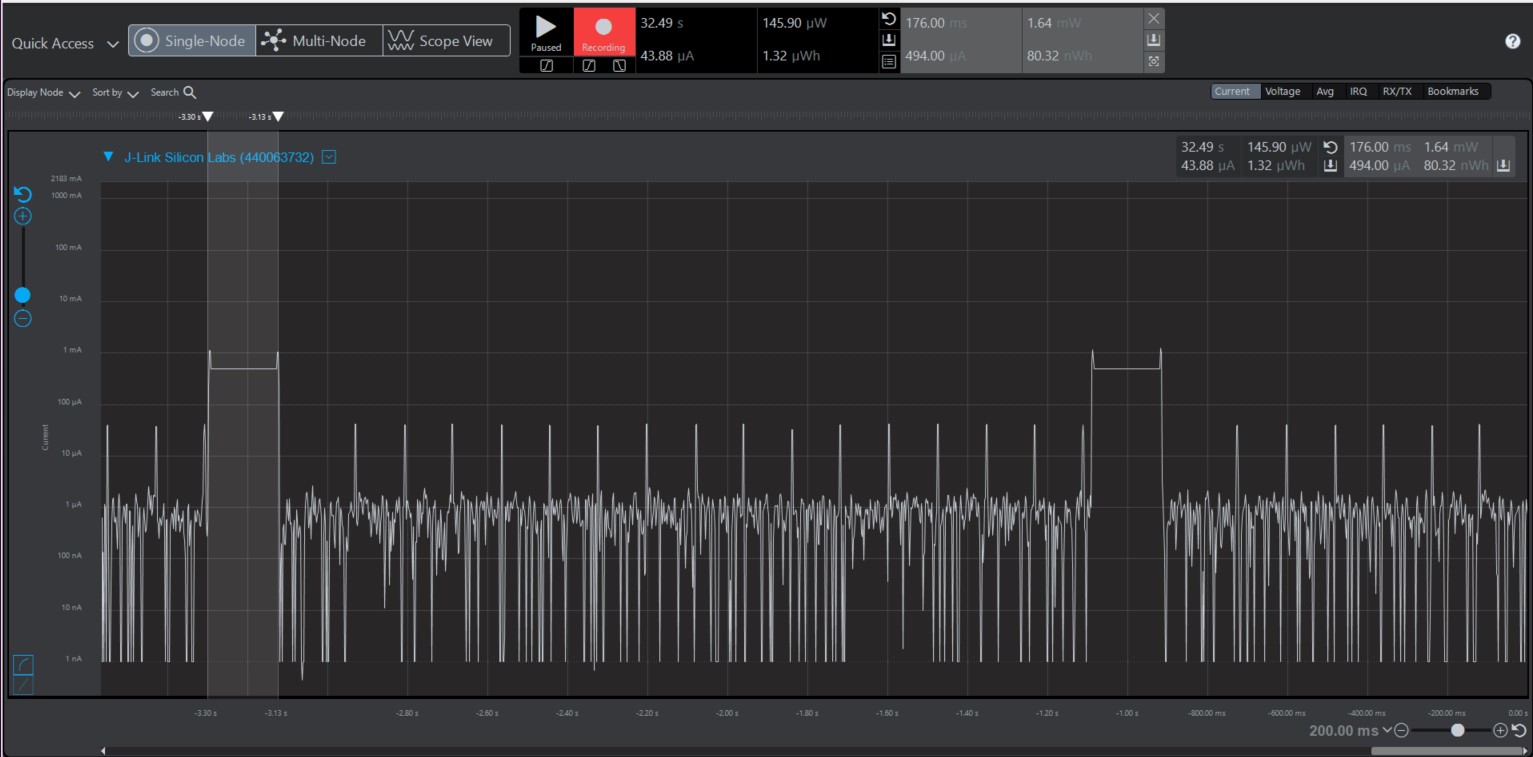 Quick Access
Single-Node
Multi-Node
Scope View
Paused
Recording
32.49 s
145.90 µW
43.88 µA
1.32 µWh
176.00 ms
1.64 mW
494.00 µA
80.32 nWh
?
Display Node
Sort by
Search
Current
Voltage
Avg
IRQ
RX/TX
Bookmarks
-3.30 s
-3.13 s
J-Link Silicon Labs (440063732)
32.49 s
145.90 µW
176.00 ms
1.64 mW
43.88 µA
1.32 µWh
494.00 µA
80.32 nWh
2183 mA
1000 mA
100 mA
10 mA
1 mA
100 µA
10 µA
1 µA
100 nA
10 nA
1 nA
Current
-3.30 s
-3.13 s
-2.80 s
-2.60 s
-2.40 s
-2.20 s
-2.00 s
-1.80 s
-1.60 s
-1.40 s
-1.20 s
-1.00 s
-800.00 ms
-600.00 ms
-400.00 ms
-200.00 ms
0.00 s
200.00 ms